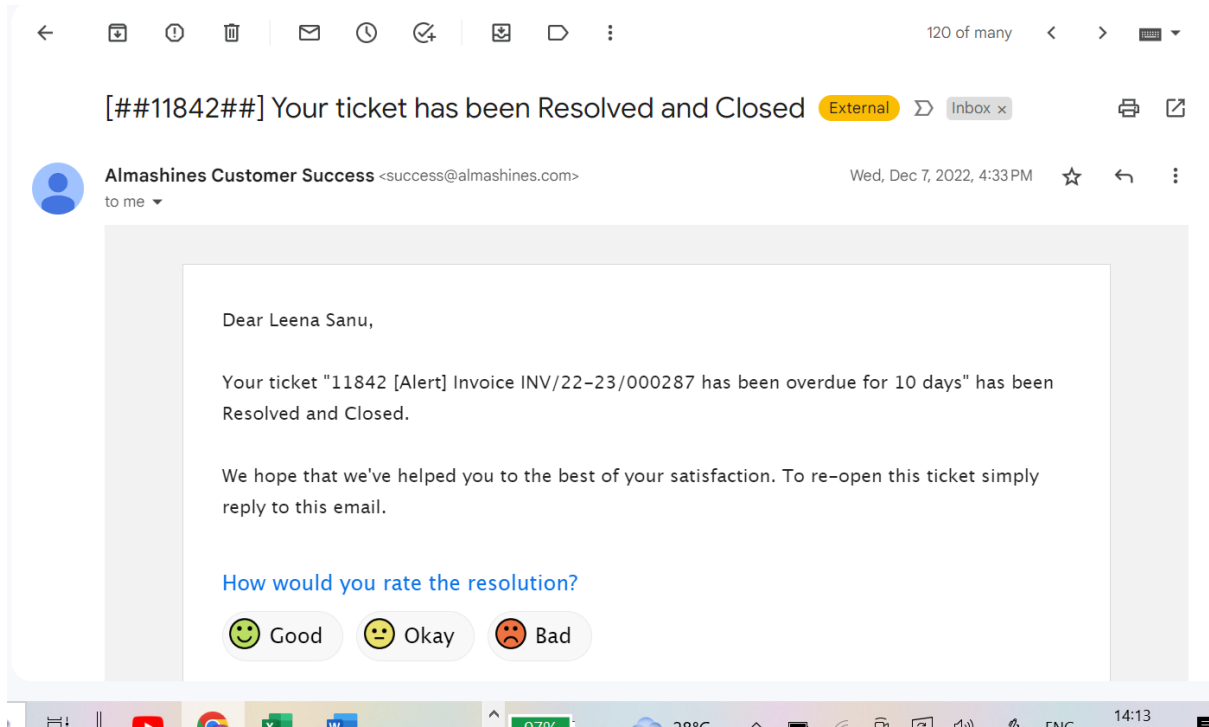 120 of many
[##11842##] Your ticket has been Resolved and Closed External Inbox ×
Almashines Customer Success <success@almashines.com> Wed, Dec 7, 2022, 4:33 PM
to me
Dear Leena Sanu,
Your ticket "11842 [Alert] Invoice INV/22-23/000287 has been overdue for 10 days" has been
Resolved and Closed.
We hope that we've helped you to the best of your satisfaction. To re-open this ticket simply
reply to this email.
How would you rate the resolution?
Good Okay Bad
14:13